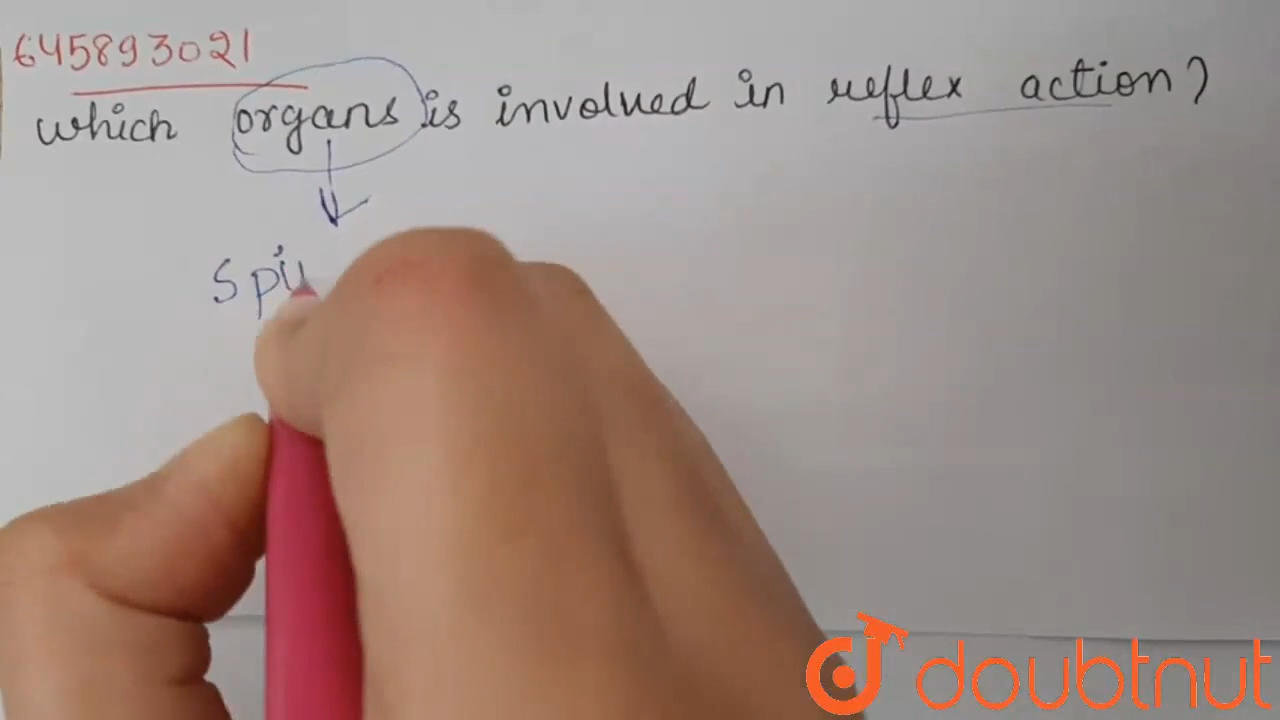 645893021
which organs is involved in reflex action?
Spi
doubtnut